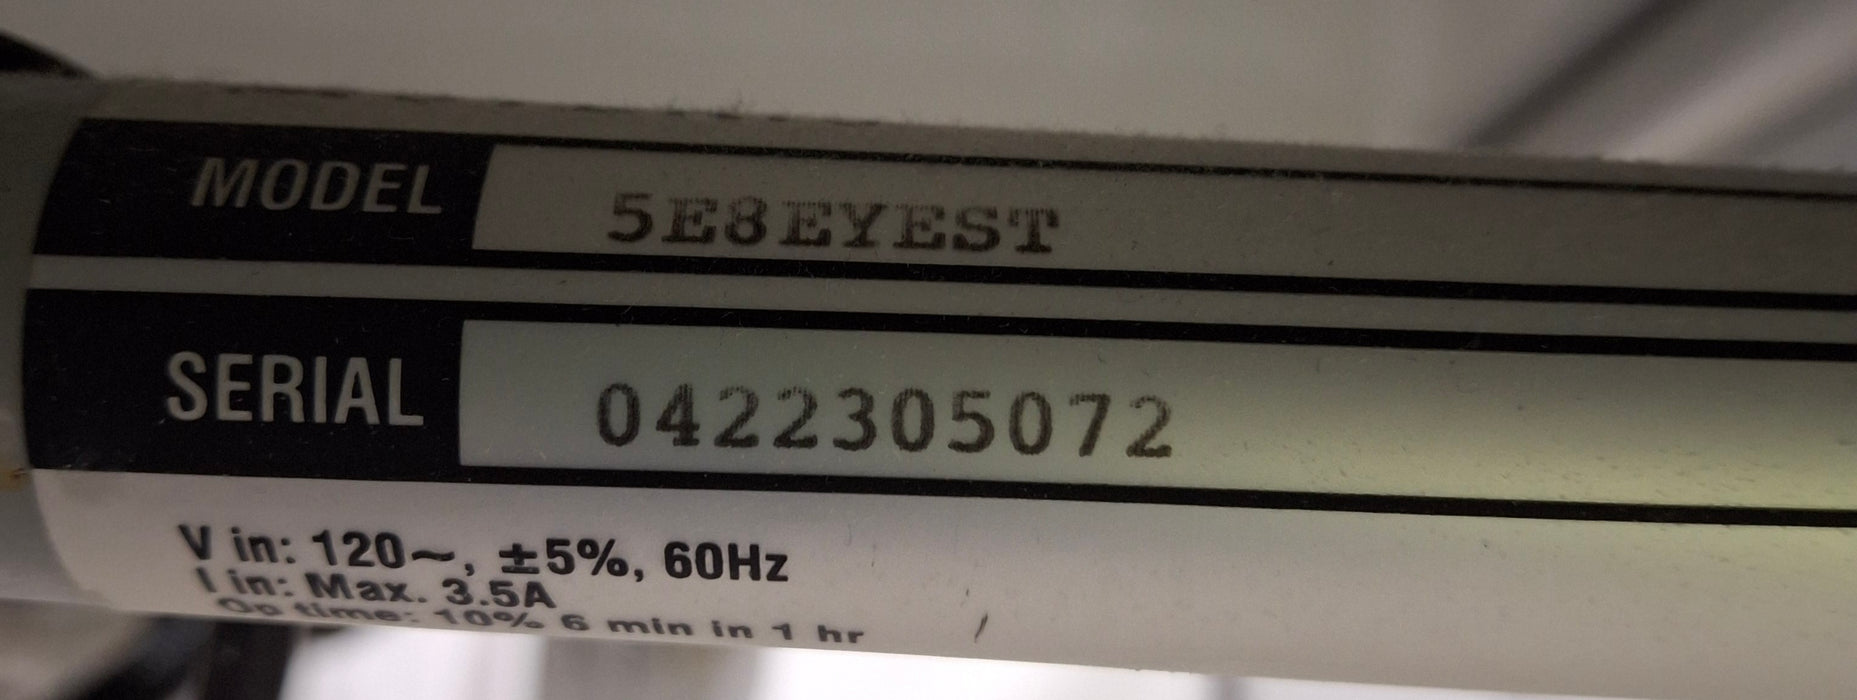 MODEL 5E8EYEST
SERIAL 0422305072
V in: 120~, ±5%, 60Hz
I in: Max. 3.5A
Op time: 10% 6 min in 1 hr